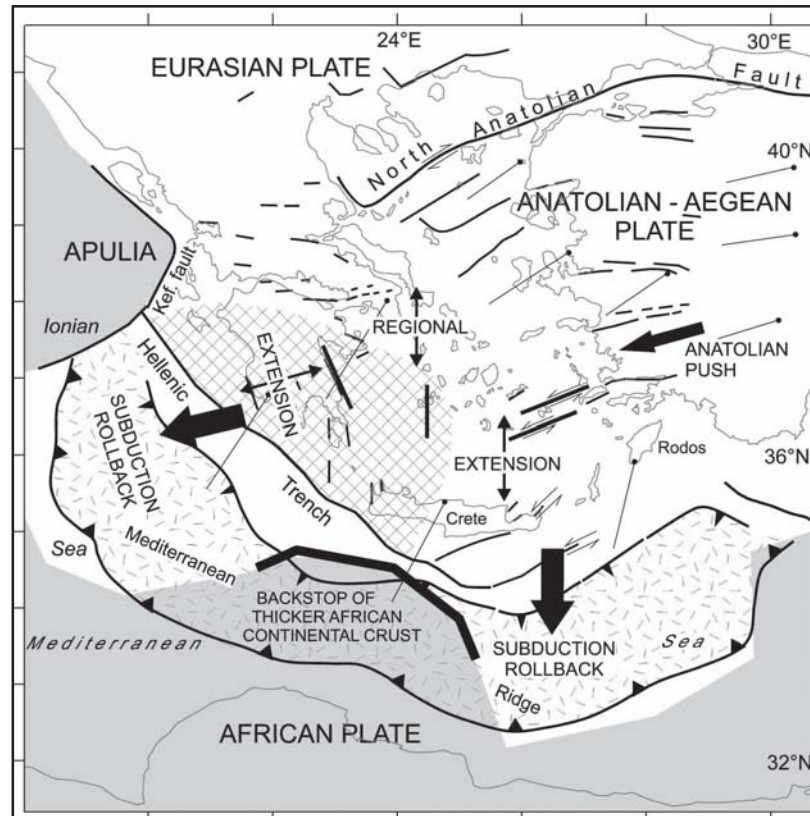 24°E
30°E
EURASIAN PLATE
North Anatolian Fault
40°N
ANATOLIAN - AEGEAN
PLATE
APULIA
Kef. fault
Ionian
REGIONAL
EXTENSION
ANATOLIAN
PUSH
Hellenic
SUBDUCTION
ROLLBACK
EXTENSION
Rodos
36°N
Trench
Crete
Sea
Mediterranean
BACKSTOP OF
THICKER AFRICAN
CONTINENTAL CRUST
Mediterranean
SUBDUCTION
ROLLBACK
Sea
Ridge
AFRICAN PLATE
32°N